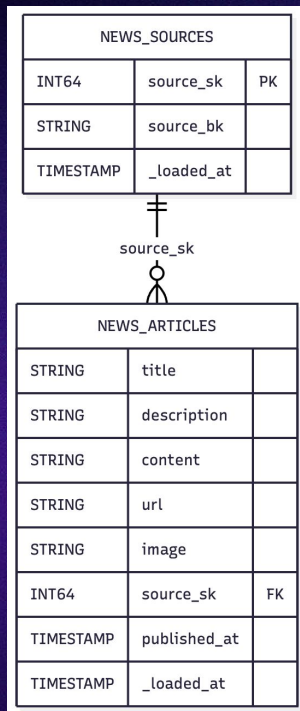 NEWS_SOURCES
INT64 source_sk PK
STRING source_bk
TIMESTAMP _loaded_at
source_sk
NEWS_ARTICLES
STRING title
STRING description
STRING content
STRING url
STRING image
INT64 source_sk FK
TIMESTAMP published_at
TIMESTAMP _loaded_at